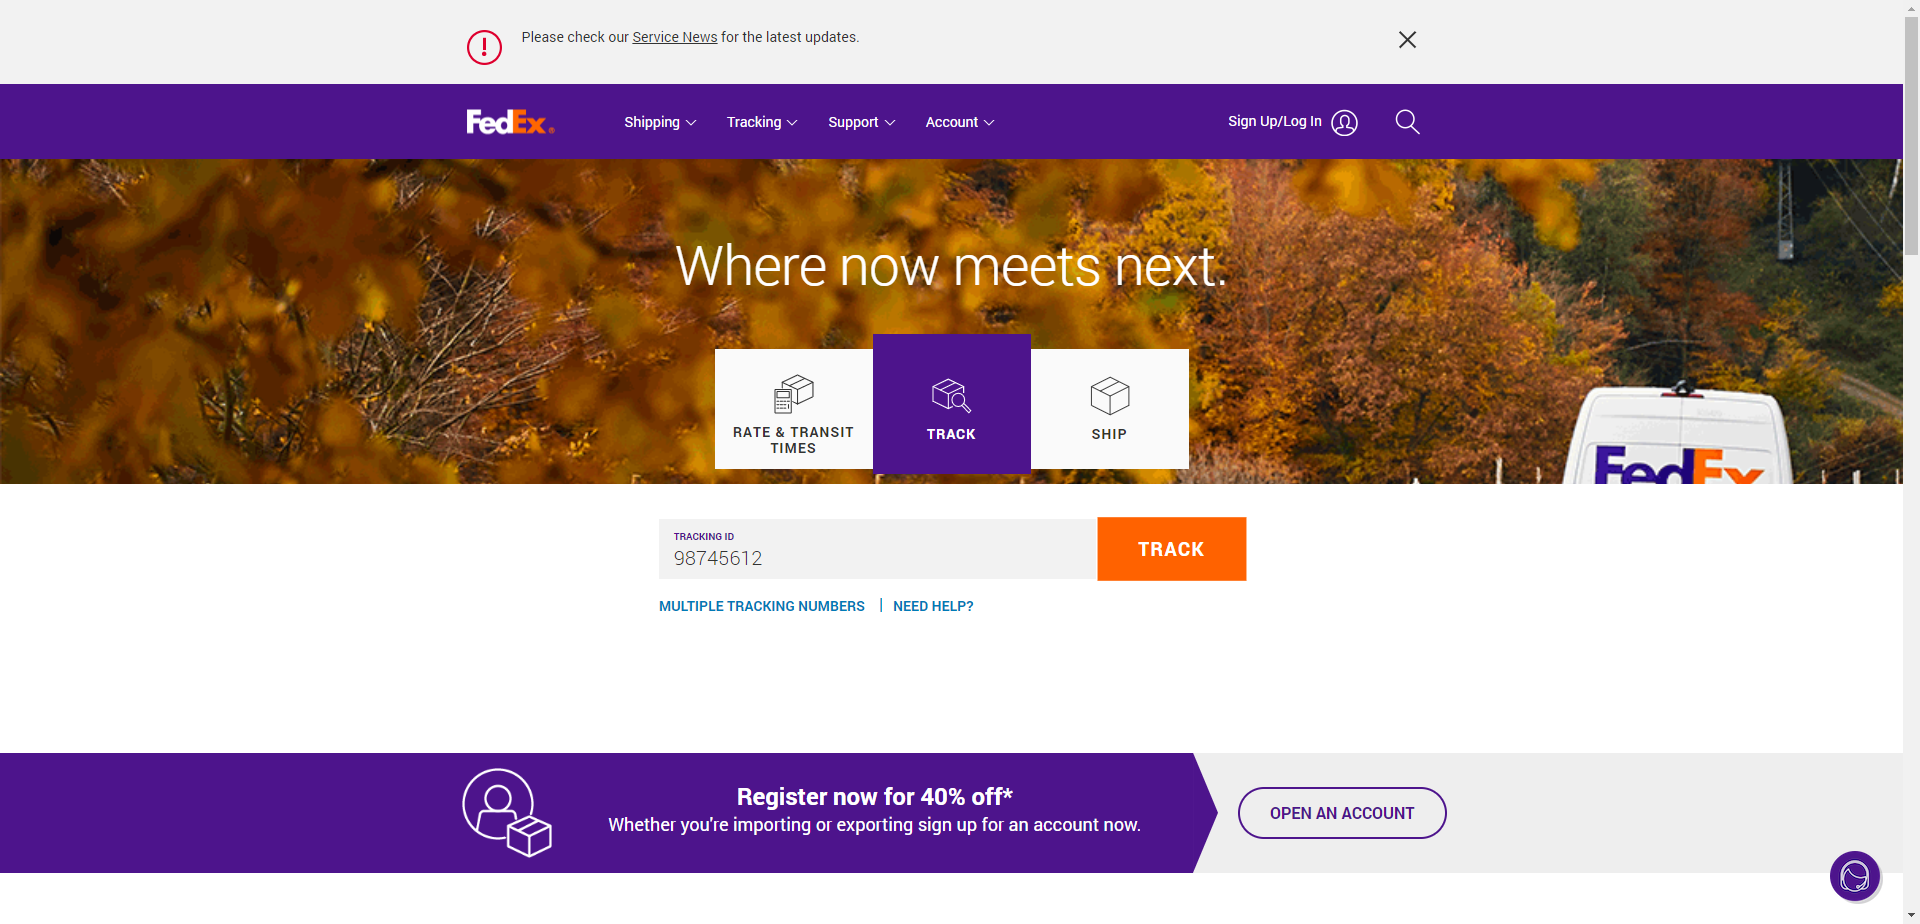 Please check our Service News for the latest updates.
FedEx®
Shipping
Tracking
Support
Account
Sign Up/Log In
Where now meets next.
RATE & TRANSIT
TIMES
TRACK
SHIP
FedEx
TRACKING ID
98745612
TRACK
MULTIPLE TRACKING NUMBERS | NEED HELP?
Register now for 40% off*
Whether you're importing or exporting sign up for an account now.
OPEN AN ACCOUNT